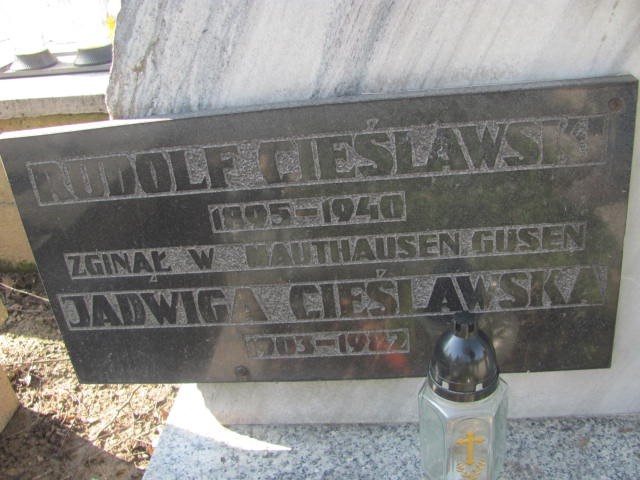 RUDOLF CIEŚLAWSKI
1895-1940
ZGINĄŁ W MAUTHAUSEN GUSEN
JADWIGA CIEŚLAWSKA
1903-1982